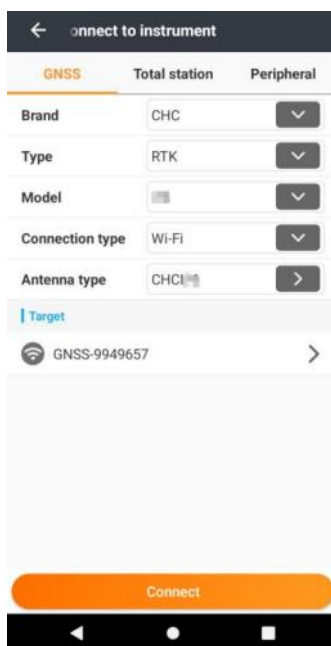 onnect to instrument
GNSS Total station Peripheral
Brand CHC
Type RTK
Model
Connection type Wi-Fi
Antenna type CHCI
Target
GNSS-9949657
Connect